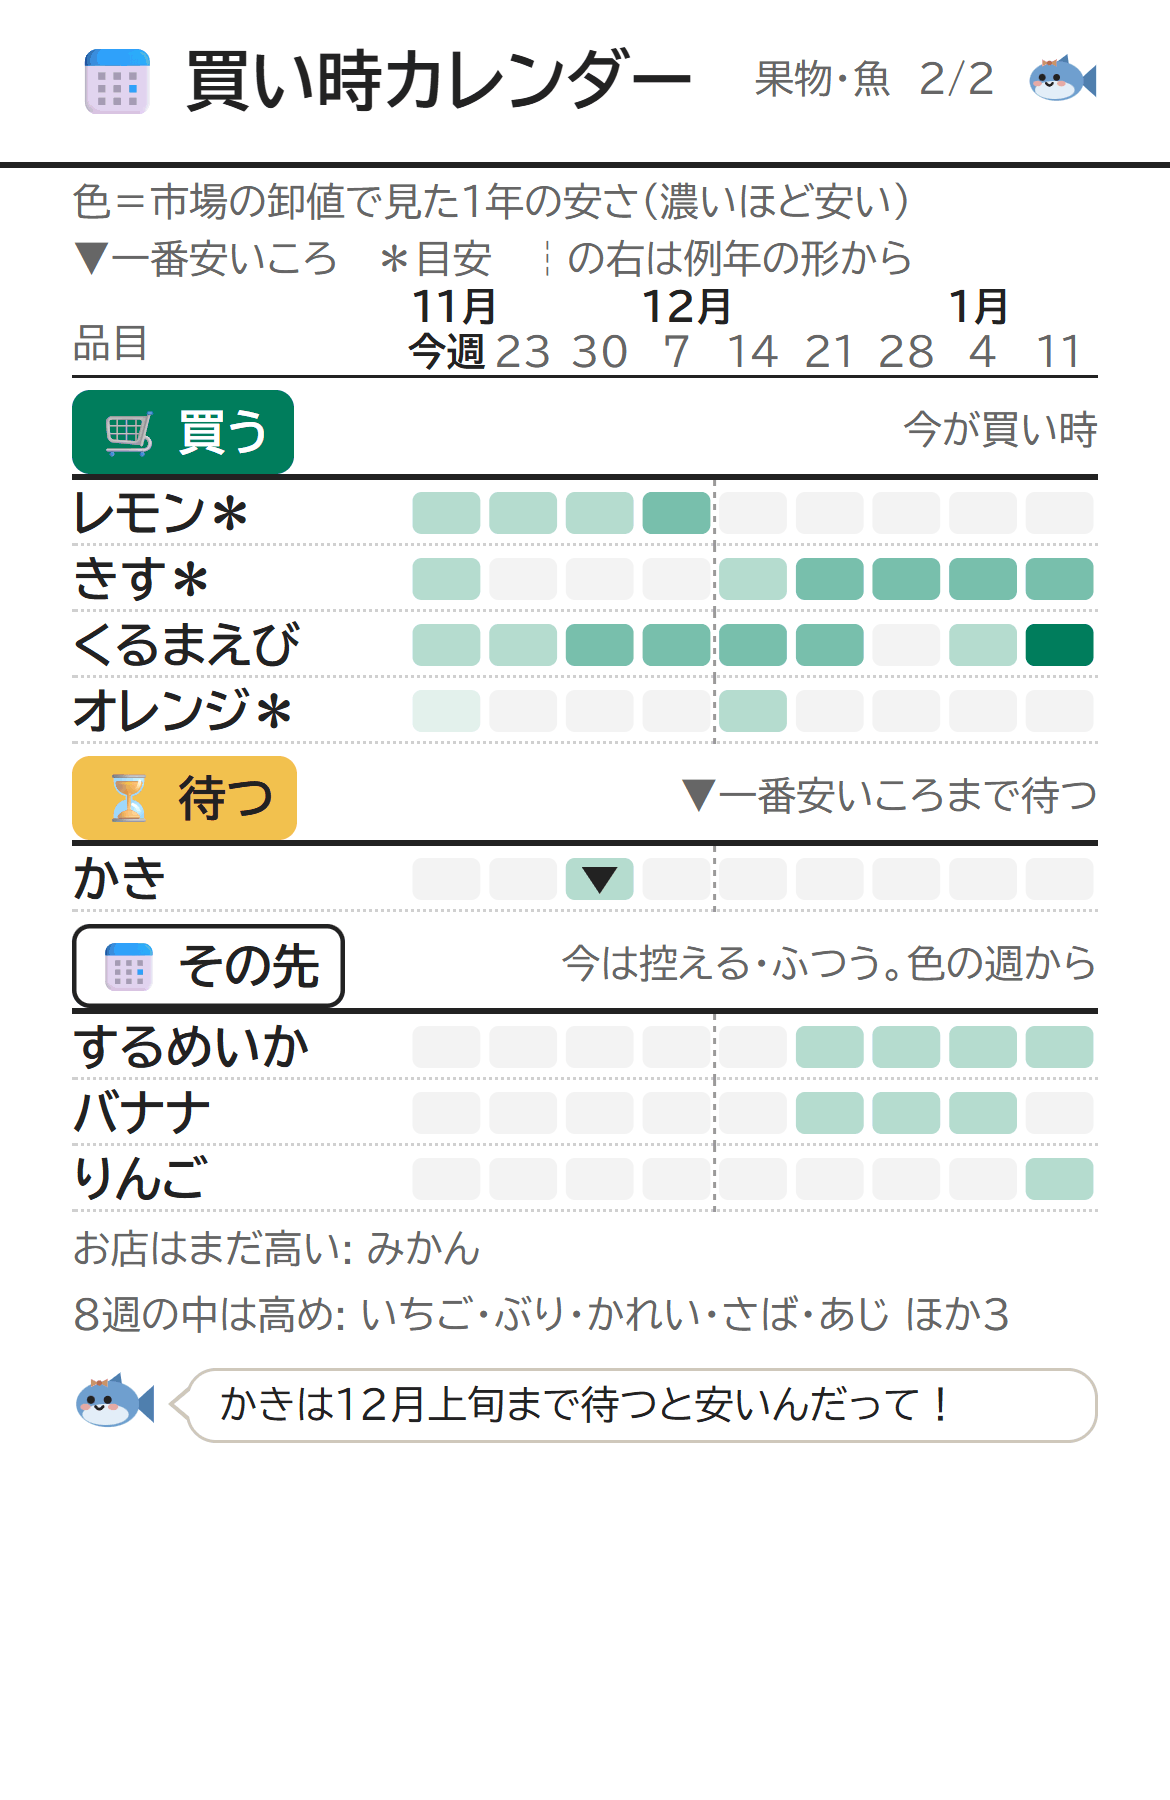 買い時カレンダー 果物・魚 2/2
色＝市場の卸値で見た1年の安さ（濃いほど安い）
▼一番安いころ ＊目安 ┊の右は例年の形から
11月 12月 1月
品目 今週 23 30 7 14 21 28 4 11
買う 今が買い時
レモン＊
きす＊
くるまえび
オレンジ＊
待つ ▼一番安いころまで待つ
かき ▼
その先 今は控える・ふつう。色の週から
するめいか
バナナ
りんご
お店はまだ高い: みかん
8週の中は高め: いちご・ぶり・かれい・さば・あじ ほか3
かきは12月上旬まで待つと安いんだって！